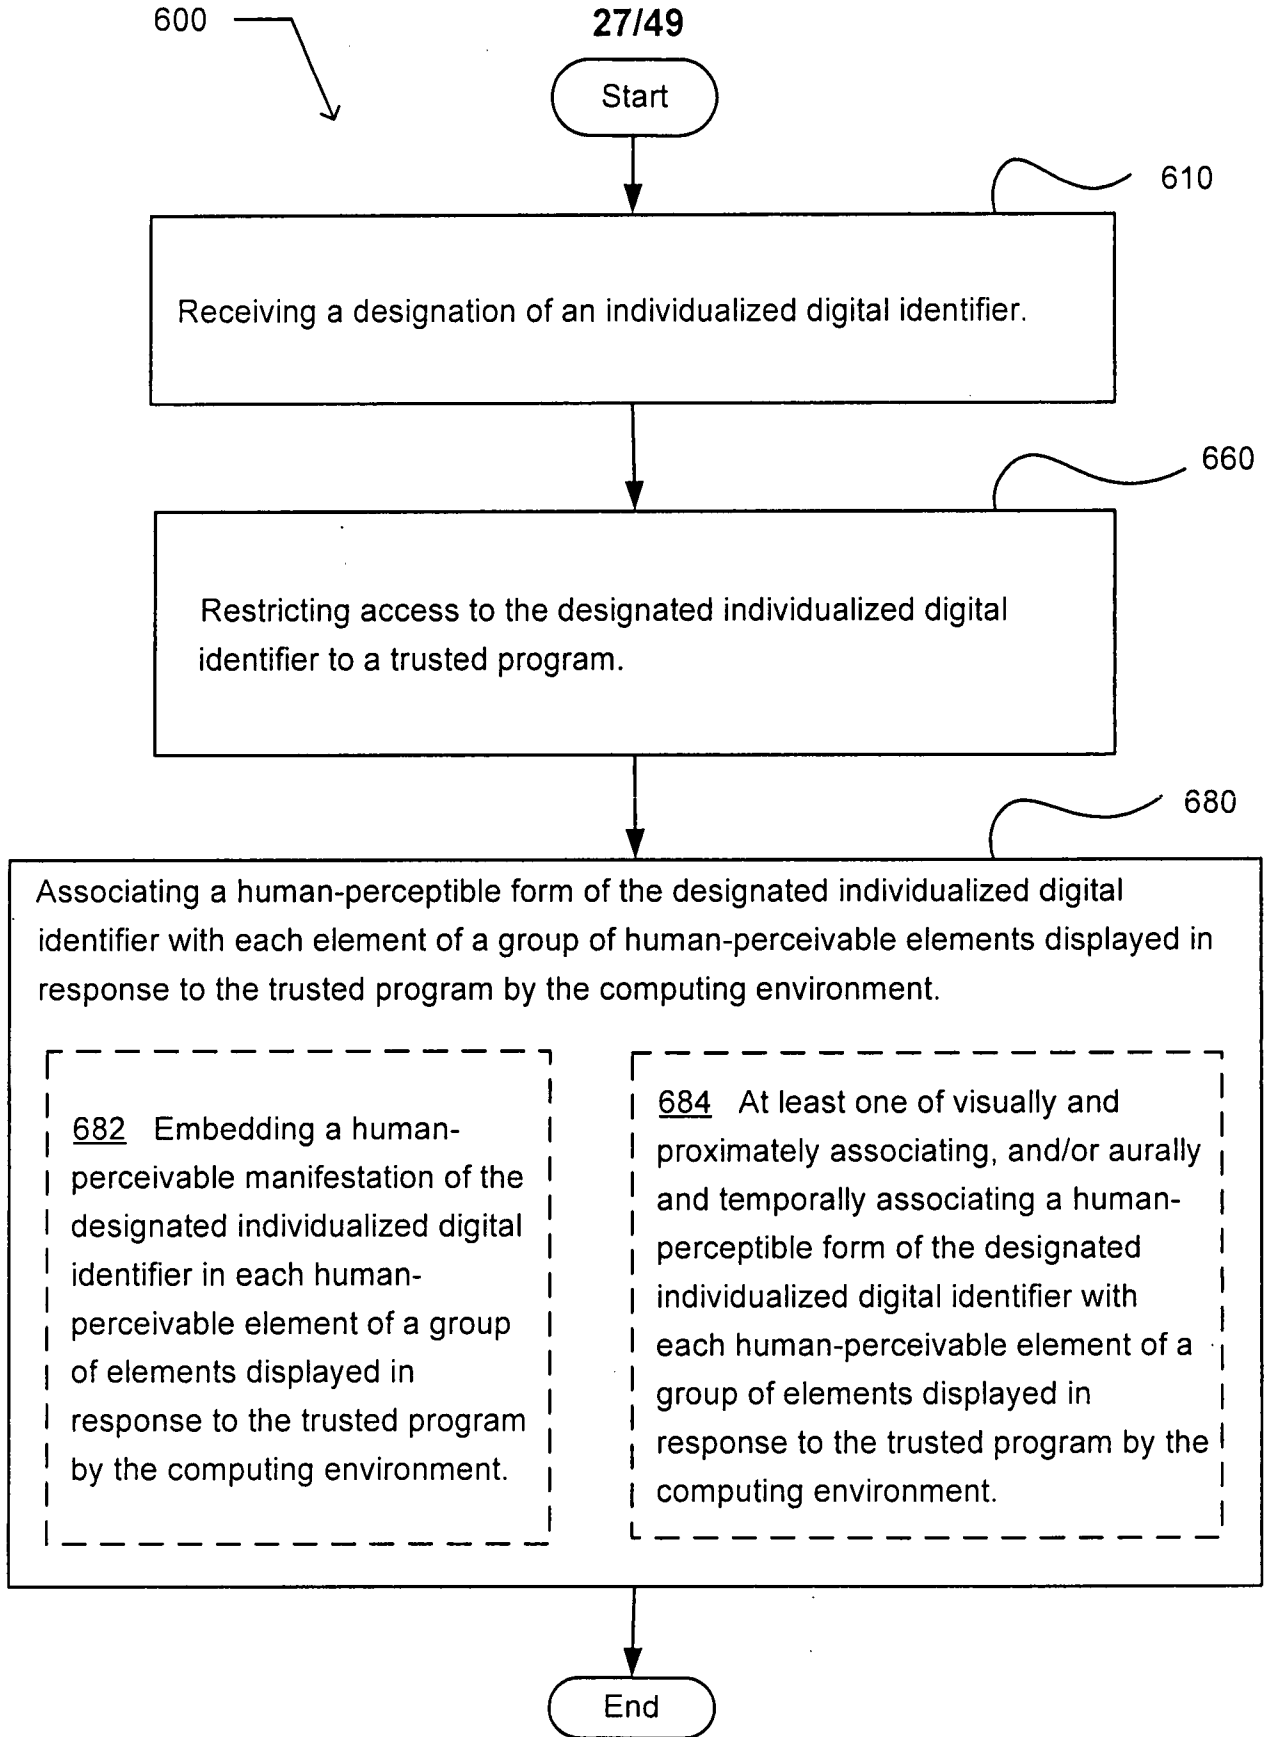 600
27/49
Start
610
Receiving a designation of an individualized digital identifier.
660
Restricting access to the designated individualized digital
identifier to a trusted program.
680
Associating a human-perceptible form of the designated individualized digital
identifier with each element of a group of human-perceivable elements displayed in
response to the trusted program by the computing environment.
682 Embedding a human-
perceivable manifestation of the
designated individualized digital
identifier in each human-
perceivable element of a group
of elements displayed in
response to the trusted program
by the computing environment.
684 At least one of visually and
proximately associating, and/or aurally
and temporally associating a human-
perceptible form of the designated
individualized digital identifier with
each human-perceivable element of a
group of elements displayed in
response to the trusted program by the
computing environment.
End